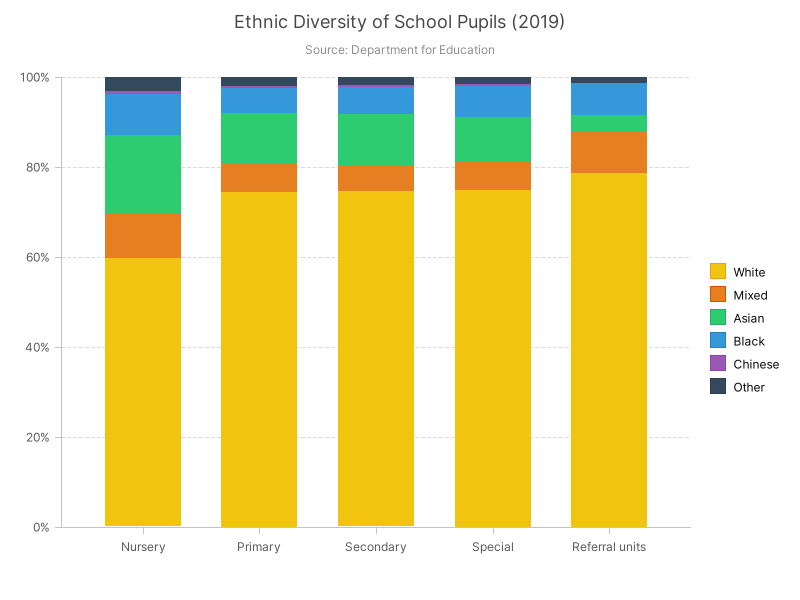 Ethnic Diversity of School Pupils (2019)
Source: Department for Education
100%
80%
60%
40%
20%
0%
Nursery
Primary
Secondary
Special
Referral units
White
Mixed
Asian
Black
Chinese
Other